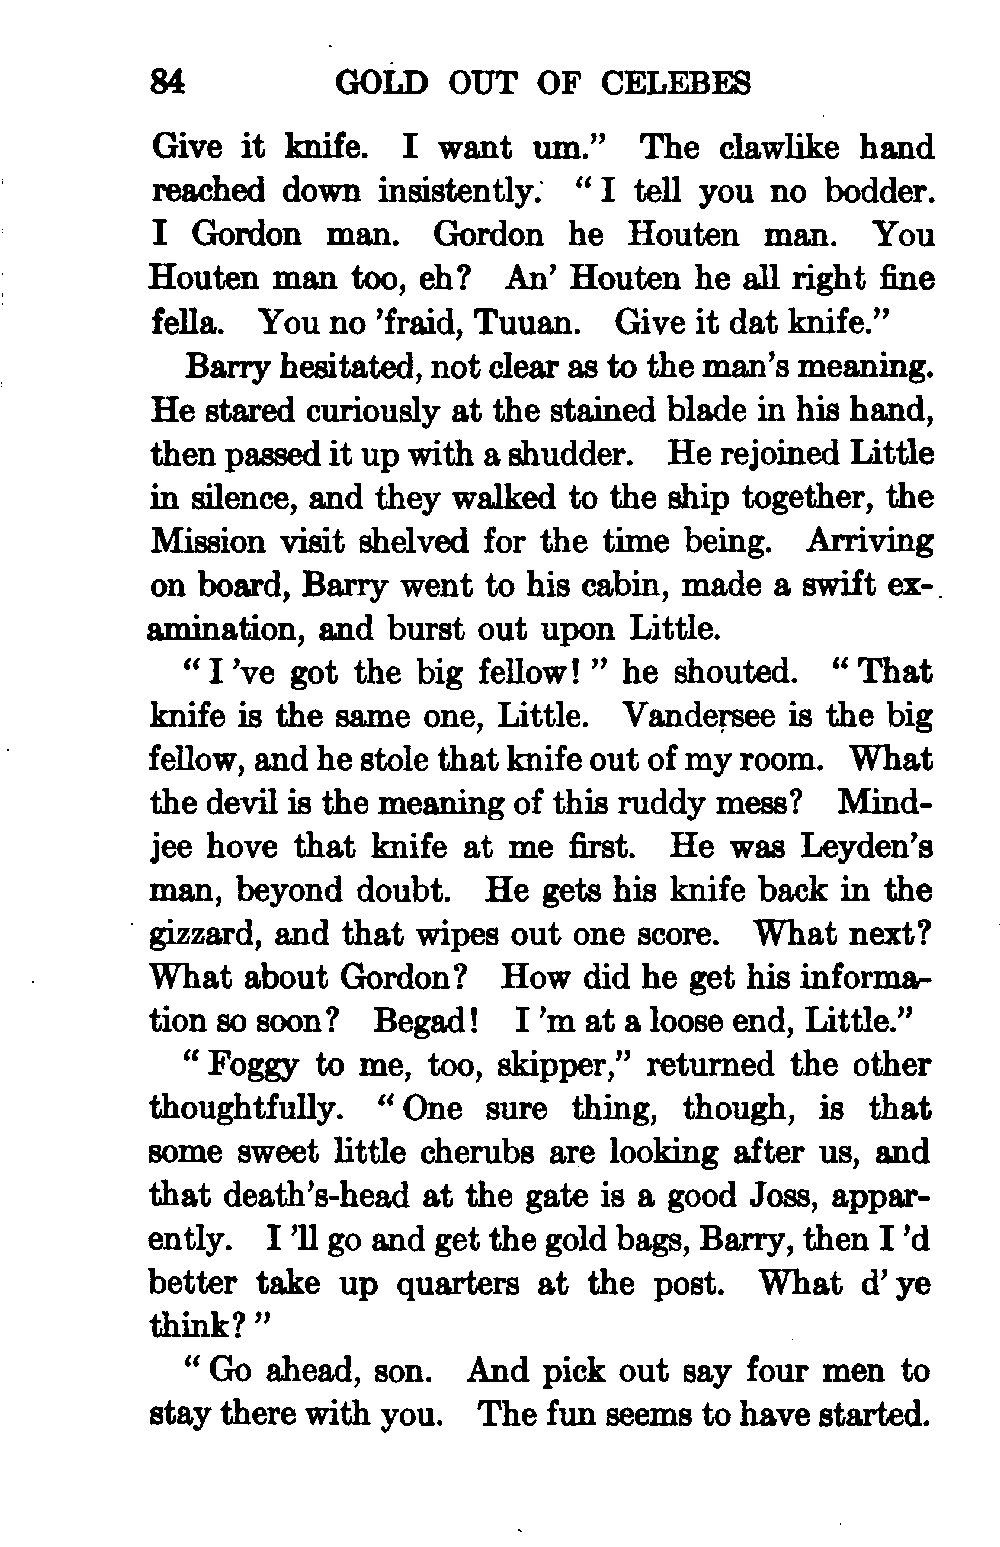 84 GOLD OUT OF CELEBES
Give it knife. I want um.” The clawlike hand
reached down insistently. “ I tell you no bodder.
I Gordon man. Gordon he Houten man. You
Houten man too, eh? An’ Houten he all right fine
fella. You no ’fraid, Tuuan. Give it dat knife.”
Barry hesitated, not clear as to the man’s meaning.
He stared curiously at the stained blade in his hand,
then passed it up with a shudder. He rejoined Little
in silence, and they walked to the ship together, the
Mission visit shelved for the time being. Arriving
on board, Barry went to his cabin, made a swift ex-
amination, and burst out upon Little.
“ I ’ve got the big fellow! ” he shouted. “ That
knife is the same one, Little. Vandersee is the big
fellow, and he stole that knife out of my room. What
the devil is the meaning of this ruddy mess? Mind-
jee hove that knife at me first. He was Leyden’s
man, beyond doubt. He gets his knife back in the
gizzard, and that wipes out one score. What next?
What about Gordon? How did he get his informa-
tion so soon? Begad! I ’m at a loose end, Little.”
“ Foggy to me, too, skipper,” returned the other
thoughtfully. “ One sure thing, though, is that
some sweet little cherubs are looking after us, and
that death’s-head at the gate is a good Joss, appar-
ently. I ’ll go and get the gold bags, Barry, then I ’d
better take up quarters at the post. What d’ ye
think? ”
“ Go ahead, son. And pick out say four men to
stay there with you. The fun seems to have started.